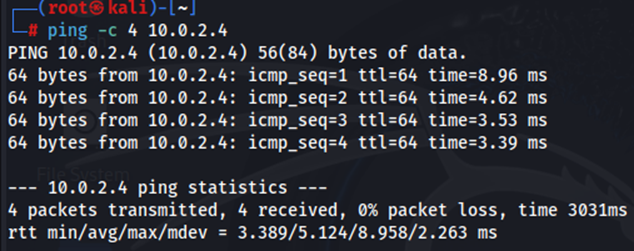 (root㉿kali)-[~]
# ping -c 4 10.0.2.4
PING 10.0.2.4 (10.0.2.4) 56(84) bytes of data.
64 bytes from 10.0.2.4: icmp_seq=1 ttl=64 time=8.96 ms
64 bytes from 10.0.2.4: icmp_seq=2 ttl=64 time=4.62 ms
64 bytes from 10.0.2.4: icmp_seq=3 ttl=64 time=3.53 ms
64 bytes from 10.0.2.4: icmp_seq=4 ttl=64 time=3.39 ms
File System
--- 10.0.2.4 ping statistics ---
4 packets transmitted, 4 received, 0% packet loss, time 3031ms
rtt min/avg/max/mdev = 3.389/5.124/8.958/2.263 ms